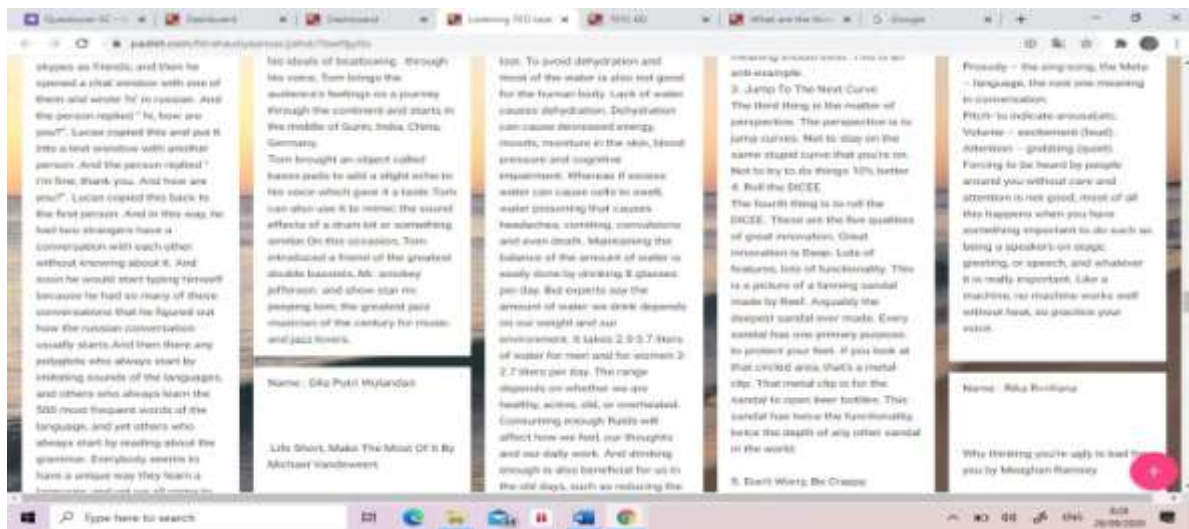 Dashboard
Dashboard
Listening TED task
What are the
Google
skypes as friends, and then he
opened a chat window with one of
them and wrote "hi" in russian. And
the person replied " hi, how are
you?". Lucas copied this and put it
into a text window with another
person. And the person replied "
I'm fine, thank you. And how are
you?". Lucas copied this back to
the first person. And in this way, he
had two strangers have a
conversation with each other
without knowing about it. And
soon he would start typing himself
because he had so many of these
conversations that he figured out
how the russian conversation
usually starts.And then there any
polyglots who always start by
imitating sounds of the languages,
and others who always learn the
500 most frequent words of the
language, and yet others who
always start by reading about the
grammar. Everybody seems to
have a unique way they learn a
his ideals of beatboxing. through
his voice, Tom brings the
audience's feelings on a journey
through the continent and starts in
the middle of India, China,
Germany.
Tom brought an object called
kaoss pads to add a slight echo to
his voice which gave it a taste. Tom
can also use it to mimic the sound
effects of a drum kit or something
similar. On this occasion, Tom
introduced a friend of the greatest
double bassists, Mr. smokey
jefferson. and show stan mr.
peeping tom, the greatest jazz
musician of the century for music
and jazz lovers.
Name : Dila Putri Wulandari
Life Short, Make The Most Of It By
Michael Vandeweert
lost. To avoid dehydration and
most of the water is also not good
for the human body. Lack of water
causes dehydration. Dehydration
can cause decreased energy,
moods, moisture in the skin, blood
pressure and cognitive
impairment. Whereas if excess
water can cause cells to swell,
water poisoning that causes
headaches, vomiting, convulsions
and even death. Maintaining the
balance of the amount of water is
easily done by drinking 8 glasses
per day. But experts say the
amount of water we drink depends
on our weight and our
environment. It takes 2.5-3.7 liters
of water for men and for women 2-
2.7 liters per day. The range
depends on whether we are
healthy, active, old, or overheated.
Consuming enough fluids will
affect how we feel, our thoughts
and our daily work. And drinking
enough is also beneficial for us in
the old days, such as reducing the
anti-example.
3. Jump To The Next Curve
The third thing is the matter of
perspective. The perspective is to
jump curves. Not to stay on the
same stupid curve that you're on.
Not to try to do things 10% better.
4. Roll the DICEE
The fourth thing is to roll the
DICEE. These are the five qualities
of great innovation. Great
innovation is Deep. Lots of
features, lots of functionality. This
is a picture of a fanning sandal
made by Reef. Arguably the
deepest sandal ever made. Every
sandal has one primary purpose:
to protect your feet. If you look at
that circled area, that's a metal
clip. That metal clip is for the
sandal to open beer bottles. This
sandal has twice the functionality,
twice the depth of any other sandal
in the world.
5. Don't Worry, Be Crappy
Prosody – the sing-song, the Meta
– language, the root one meaning
in conversation.
Pitch- to indicate arousal,etc.
Volume – excitement (loud).
Attention – grabbing (quiet).
Forcing to be heard by people
around you without care and
attention is not good, most of all
this happens when you have
something important to do such as
being a speakers on stage,
greeting, or speech, and whatever
it is really important. Like a
machine, no machine works well
without heat, so practice your
voice.
Name : Rika
Why thinking you're ugly is bad for
you by Meaghan Ramsey
Type here to search
ENG